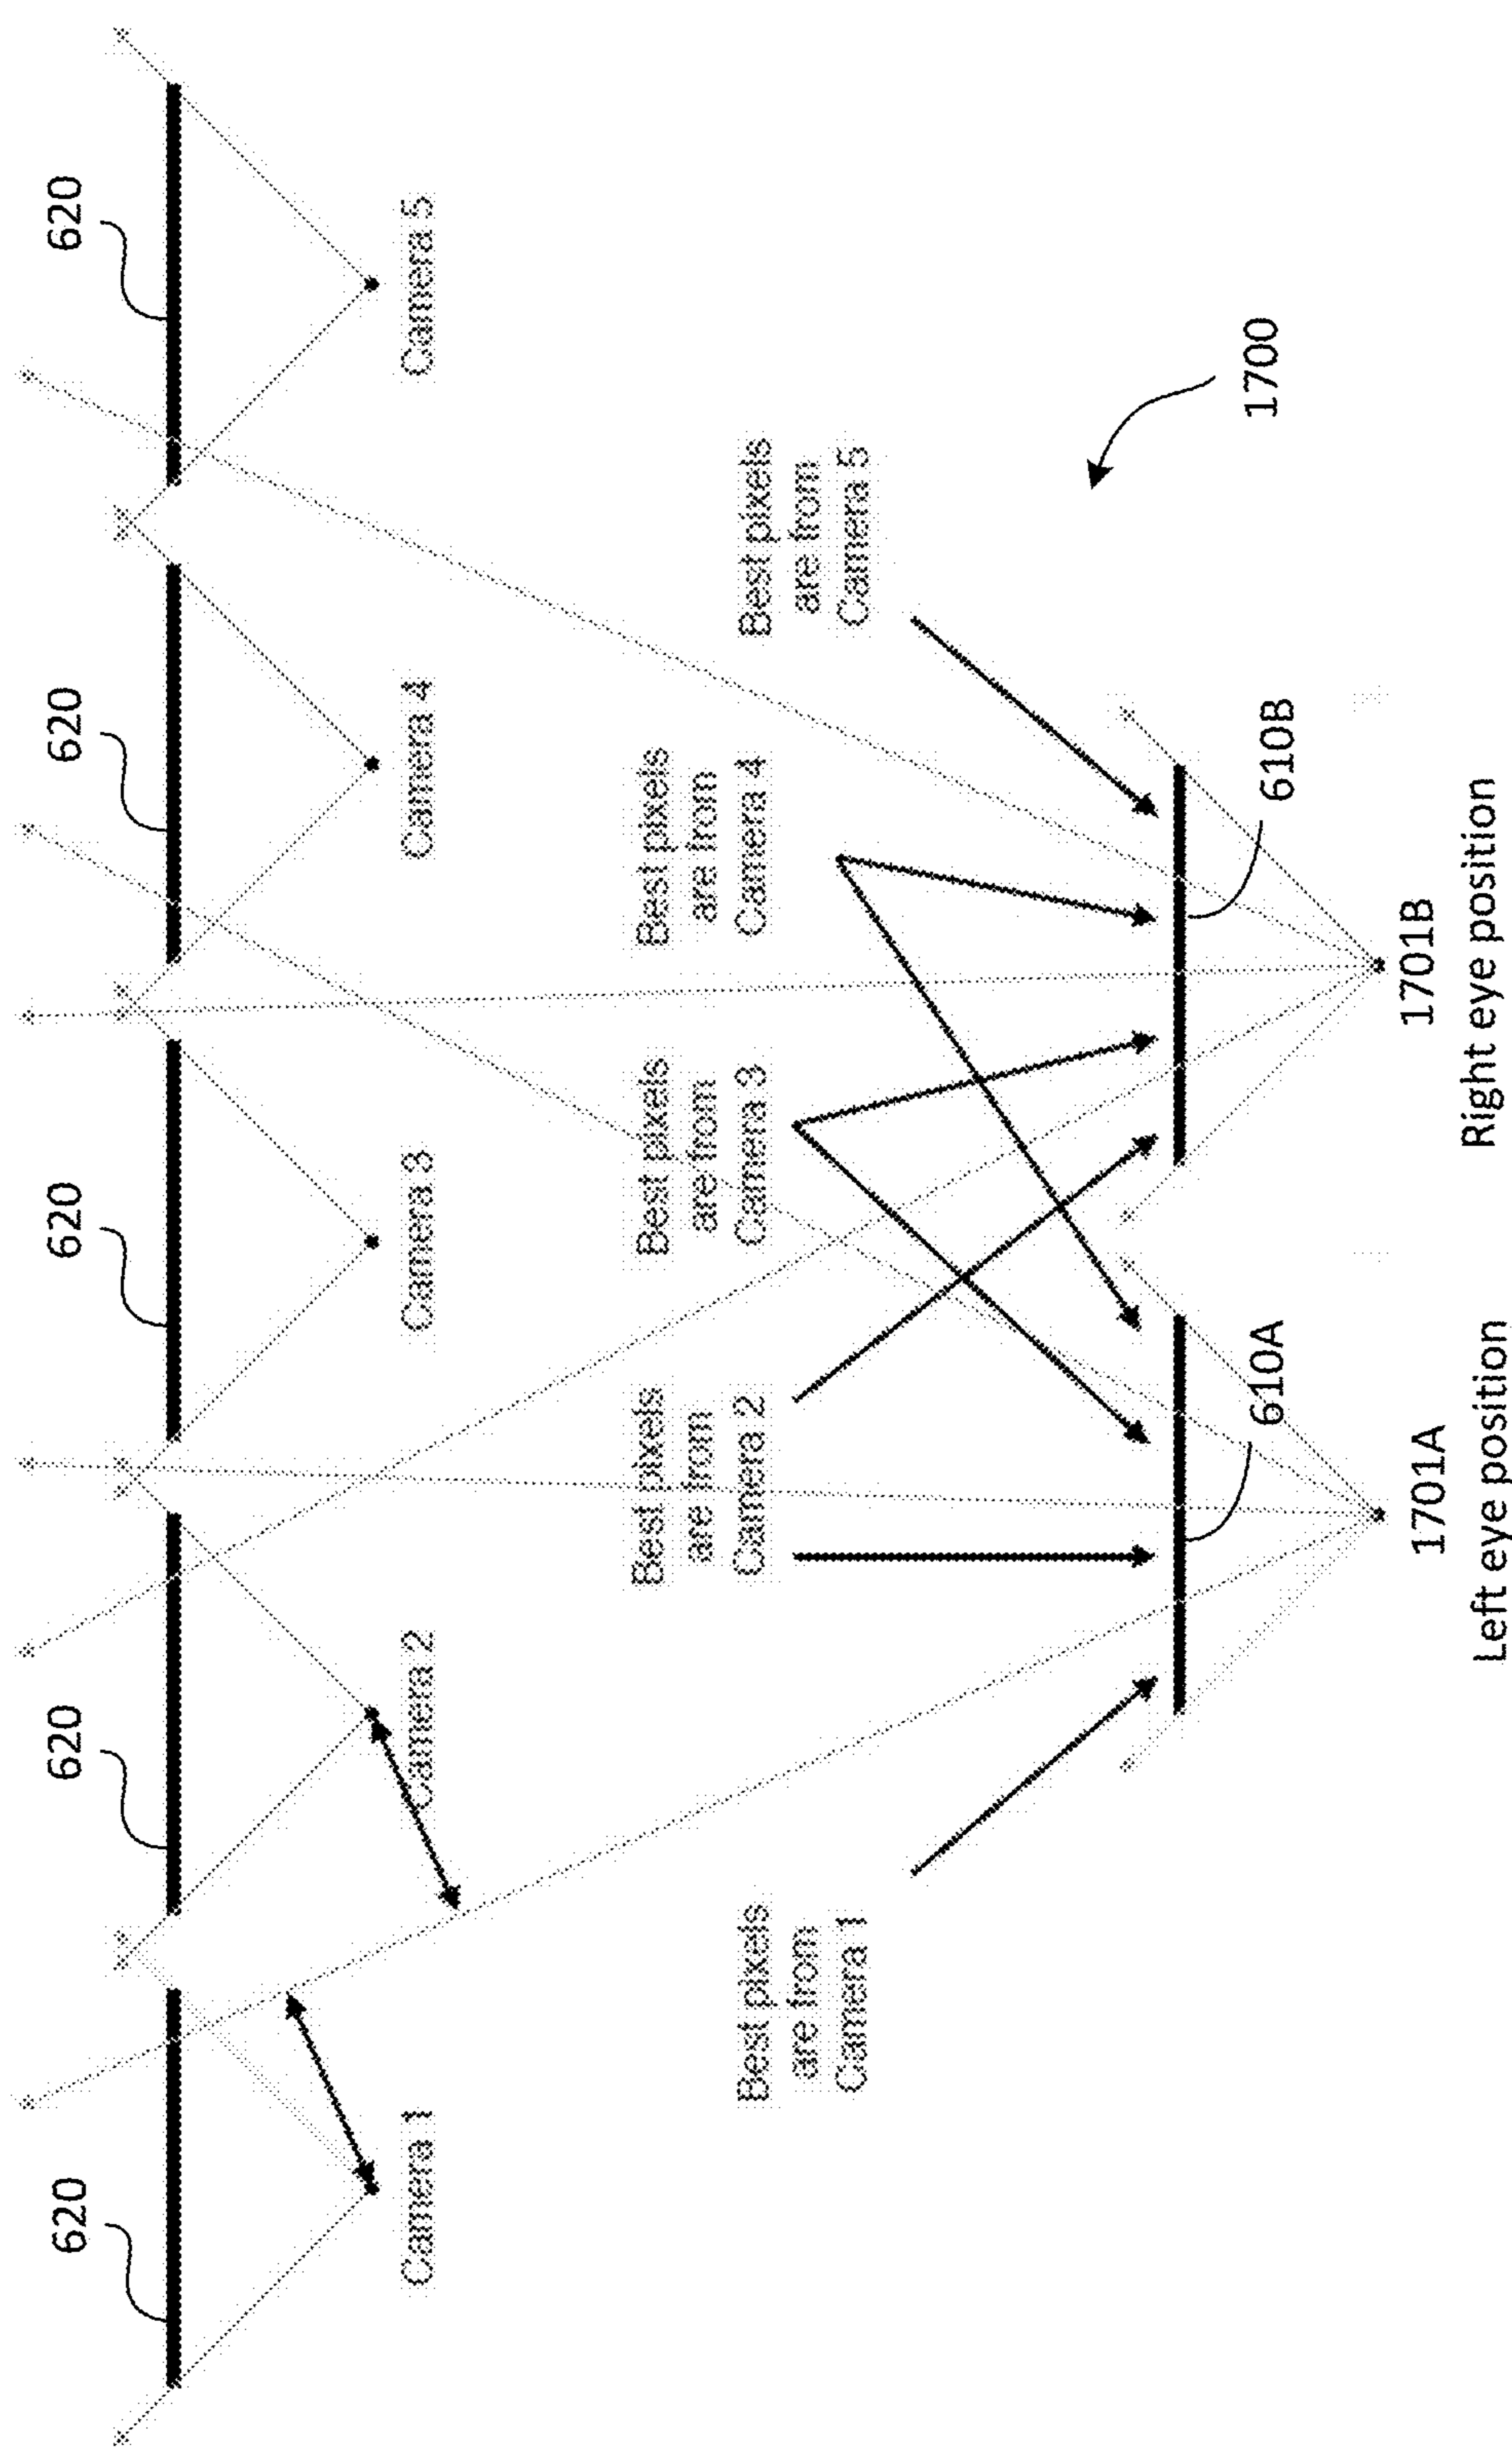 620
620
620
620
620
Camera 1
Camera 2
Camera 3
Camera 4
Camera 5
Best pixels
are from
Camera 1
Best pixels
are from
Camera 2
Best pixels
are from
Camera 3
Best pixels
are from
Camera 4
Best pixels
are from
Camera 5
1700
610A
610B
1701A
Left eye position
1701B
Right eye position